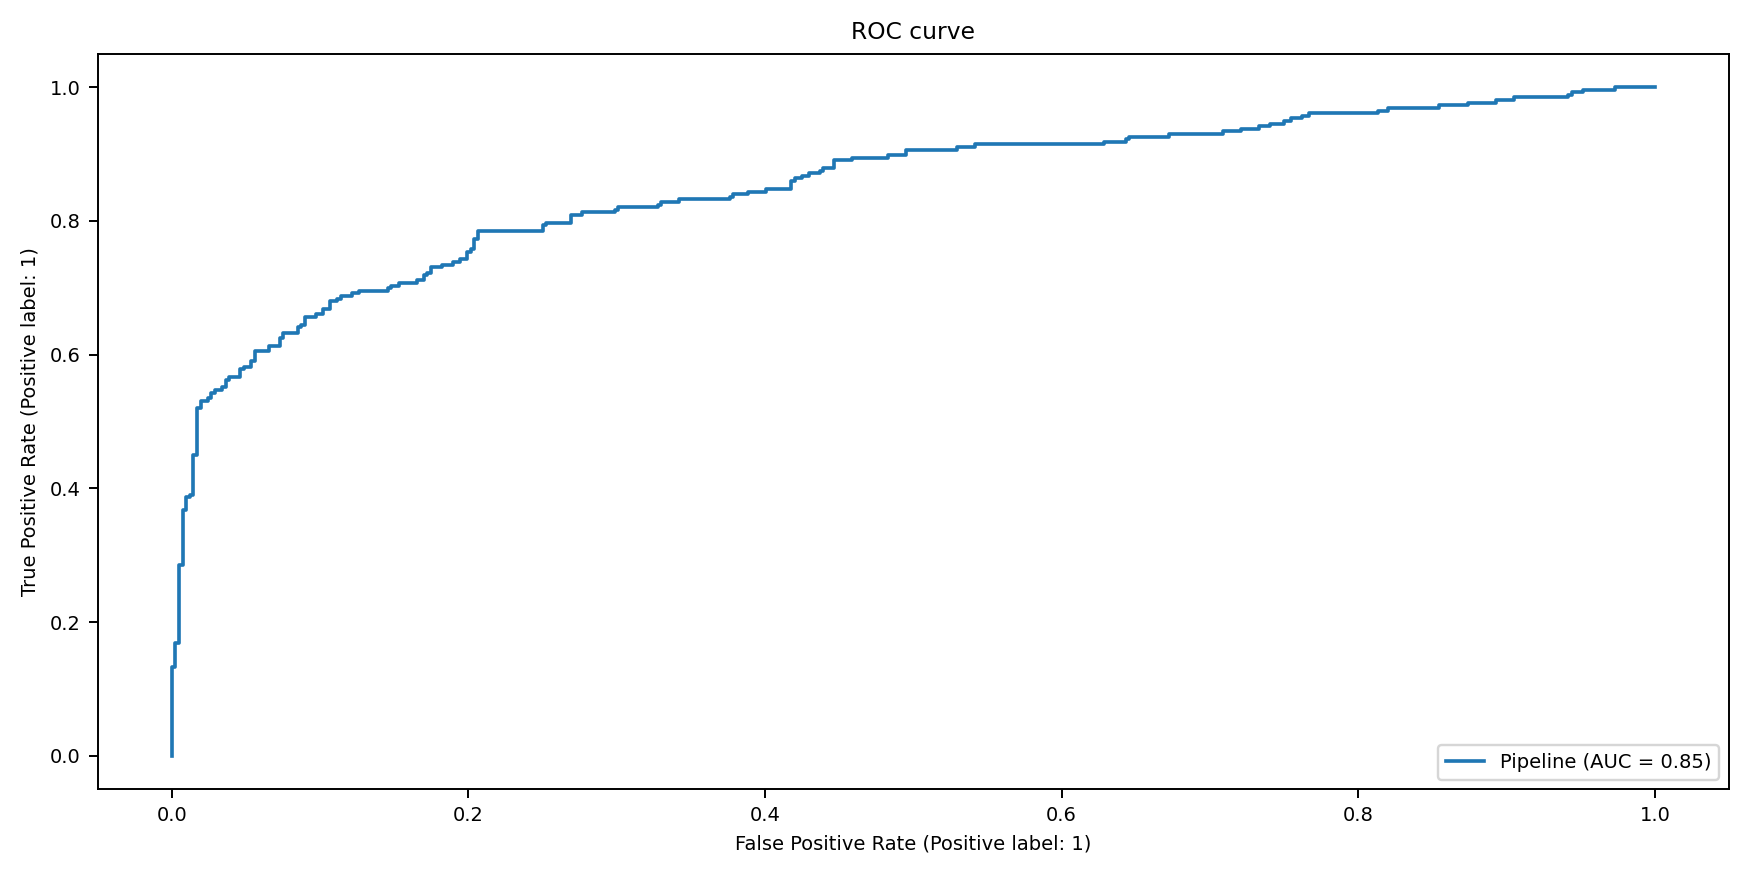 ROC curve
1.0
0.8
0.6
0.4
0.2
0.0
True Positive Rate (Positive label: 1)
Pipeline (AUC = 0.85)
0.0 0.2 0.4 0.6 0.8 1.0
False Positive Rate (Positive label: 1)